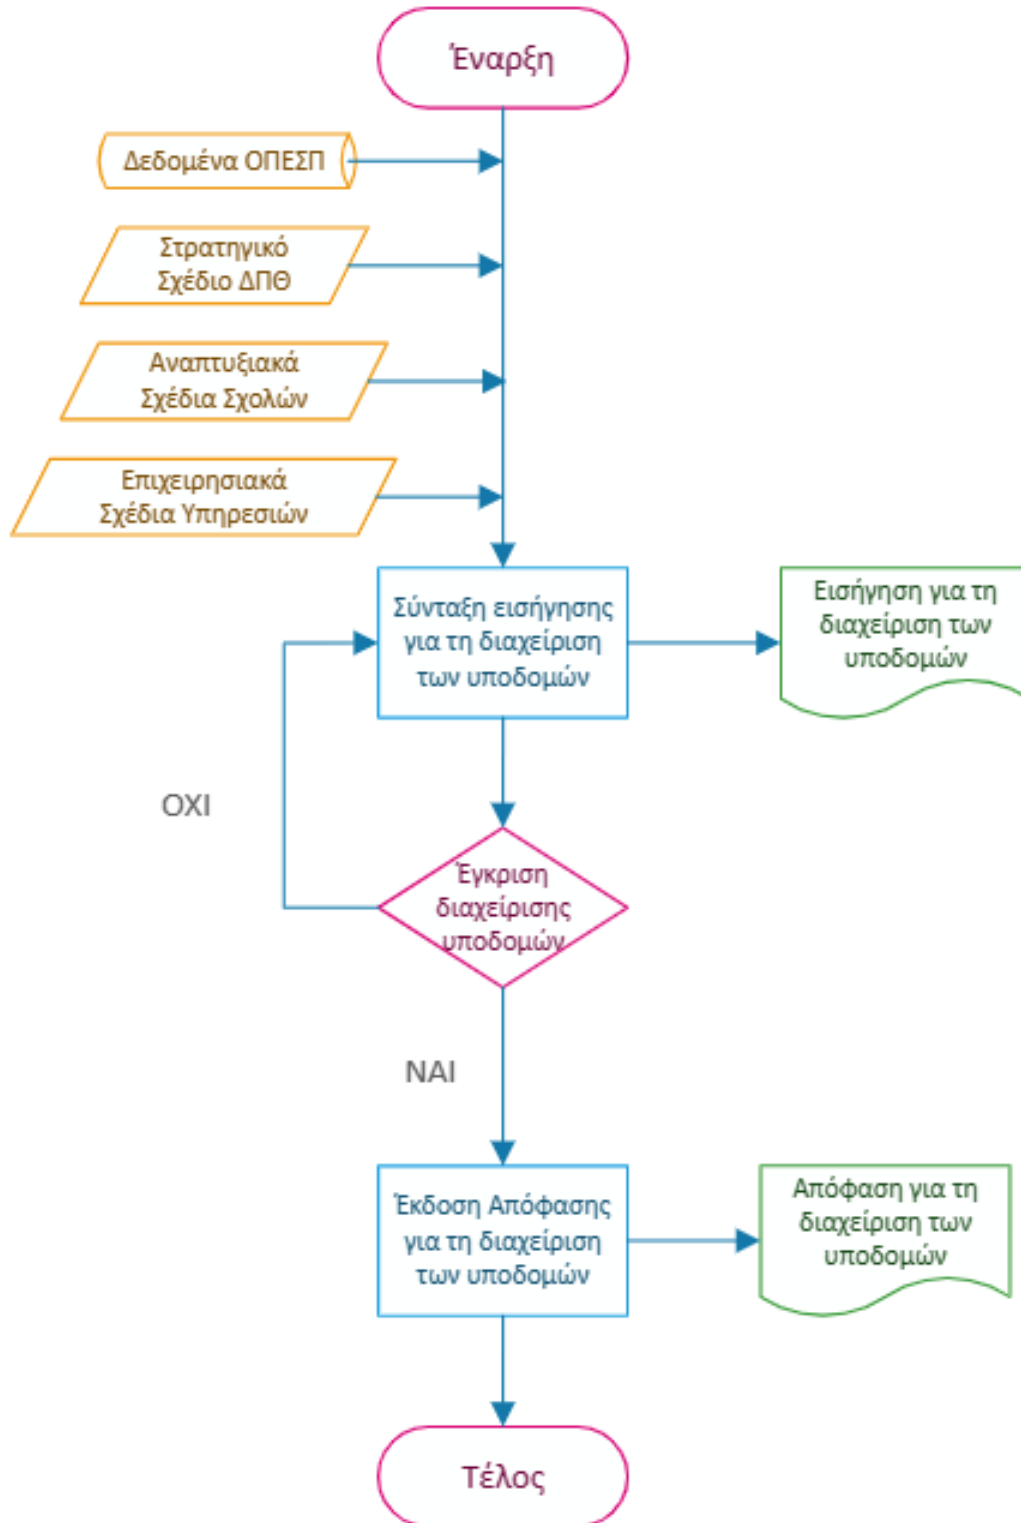 Έναρξη
Δεδομένα ΟΠΕΣΠ
Στρατηγικό
Σχέδιο ΔΠΘ
Αναπτυξιακά
Σχέδια Σχολών
Επιχειρησιακά
Σχέδια Υπηρεσιών
Σύνταξη εισήγησης
για τη διαχείριση
των υποδομών
Εισήγηση για τη
διαχείριση των
υποδομών
ΟΧΙ
Έγκριση
διαχείρισης
υποδομών
ΝΑΙ
Έκδοση Απόφασης
για τη διαχείριση
των υποδομών
Απόφαση για τη
διαχείριση των
υποδομών
Τέλος